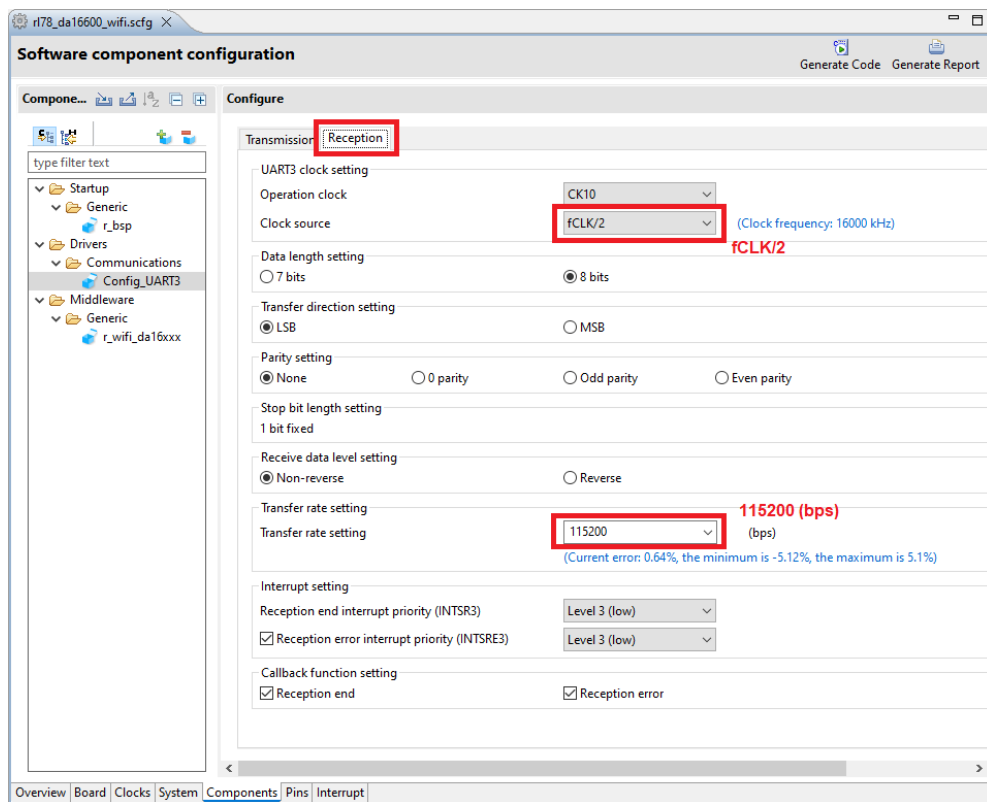 rl78_da16600_wifi.scfg
Software component configuration
Generate Code Generate Report
Compone...
Configure
type filter text
Startup
Generic
r_bsp
Drivers
Communications
Config_UART3
Middleware
Generic
r_wifi_da16xxx
Transmission Reception
UART3 clock setting
Operation clock CK10
Clock source fCLK/2 (Clock frequency: 16000 kHz)
fCLK/2
Data length setting
7 bits 8 bits
Transfer direction setting
LSB MSB
Parity setting
None 0 parity Odd parity Even parity
Stop bit length setting
1 bit fixed
Receive data level setting
Non-reverse Reverse
Transfer rate setting
115200 (bps)
Transfer rate setting 115200 (bps)
(Current error: 0.64%, the minimum is -5.12%, the maximum is 5.1%)
Interrupt setting
Reception end interrupt priority (INTSR3) Level 3 (low)
Reception error interrupt priority (INTSRE3) Level 3 (low)
Callback function setting
Reception end Reception error
Overview Board Clocks System Components Pins Interrupt